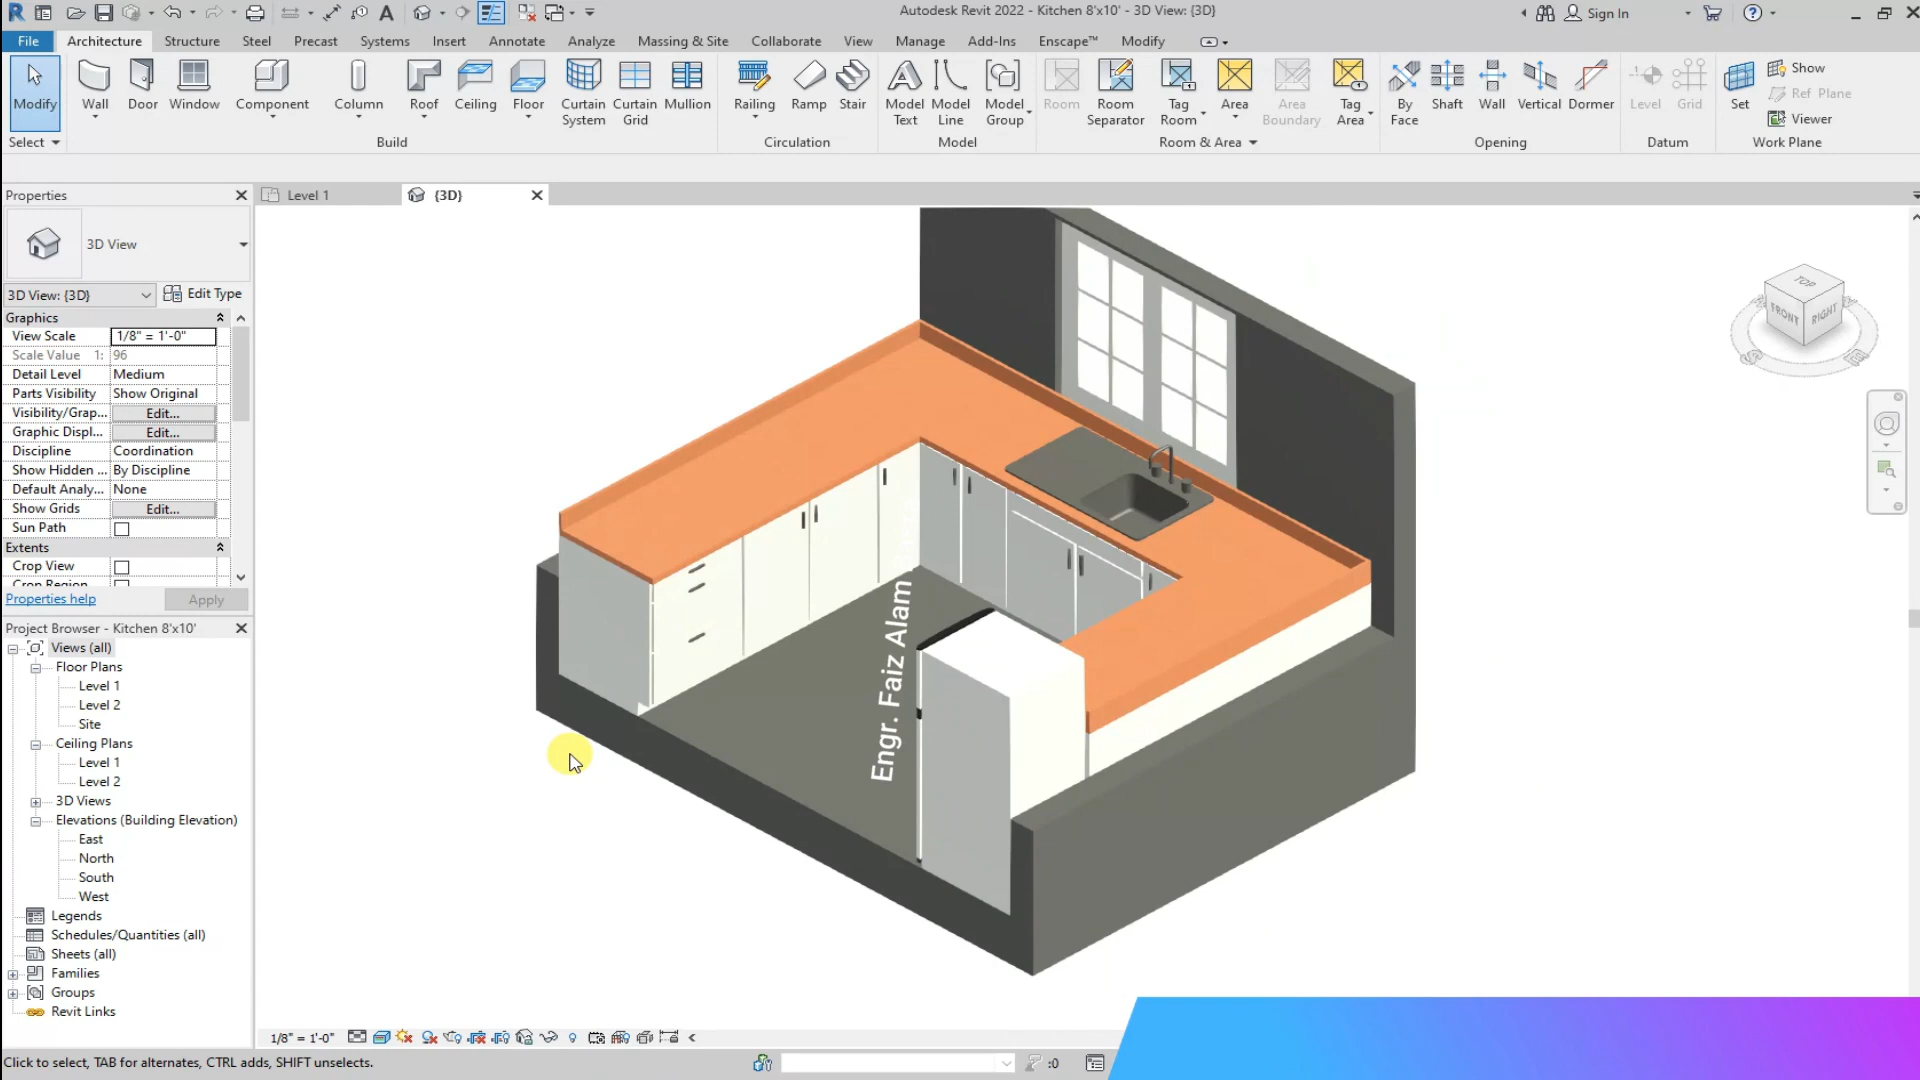 Autodesk Revit 2022 - Kitchen 8'x10' - 3D View: {3D}
Sign In
File Architecture Structure Steel Precast Systems Insert Annotate Analyze Massing & Site Collaborate View Manage Add-Ins Enscape™ Modify
Modify Wall Door Window Component Column Roof Ceiling Floor Curtain System Curtain Grid Mullion Railing Ramp Stair Model Text Model Line Model Group Room Room Separator Tag Room Area Area Boundary Tag Area By Face Shaft Wall Vertical Dormer Level Grid Set Show Ref Plane Viewer
Select Build Circulation Model Room & Area Opening Datum Work Plane
Properties
Level 1
{3D}
3D View
3D View: {3D}
Edit Type
Graphics
View Scale 1/8" = 1'-0"
Scale Value 1: 96
Detail Level Medium
Parts Visibility Show Original
Visibility/Grap... Edit...
Graphic Displ... Edit...
Discipline Coordination
Show Hidden ... By Discipline
Default Analy... None
Show Grids Edit...
Sun Path
Extents
Crop View
Crop Region
Properties help
Apply
Project Browser - Kitchen 8'x10'
Views (all)
Floor Plans
Level 1
Level 2
Site
Ceiling Plans
Level 1
Level 2
3D Views
Elevations (Building Elevation)
East
North
South
West
Legends
Schedules/Quantities (all)
Sheets (all)
Families
Groups
Revit Links
TOP
FRONT
RIGHT
Engr. Faiz Alam
1/8" = 1'-0"
Click to select, TAB for alternates, CTRL adds, SHIFT unselects.
:0